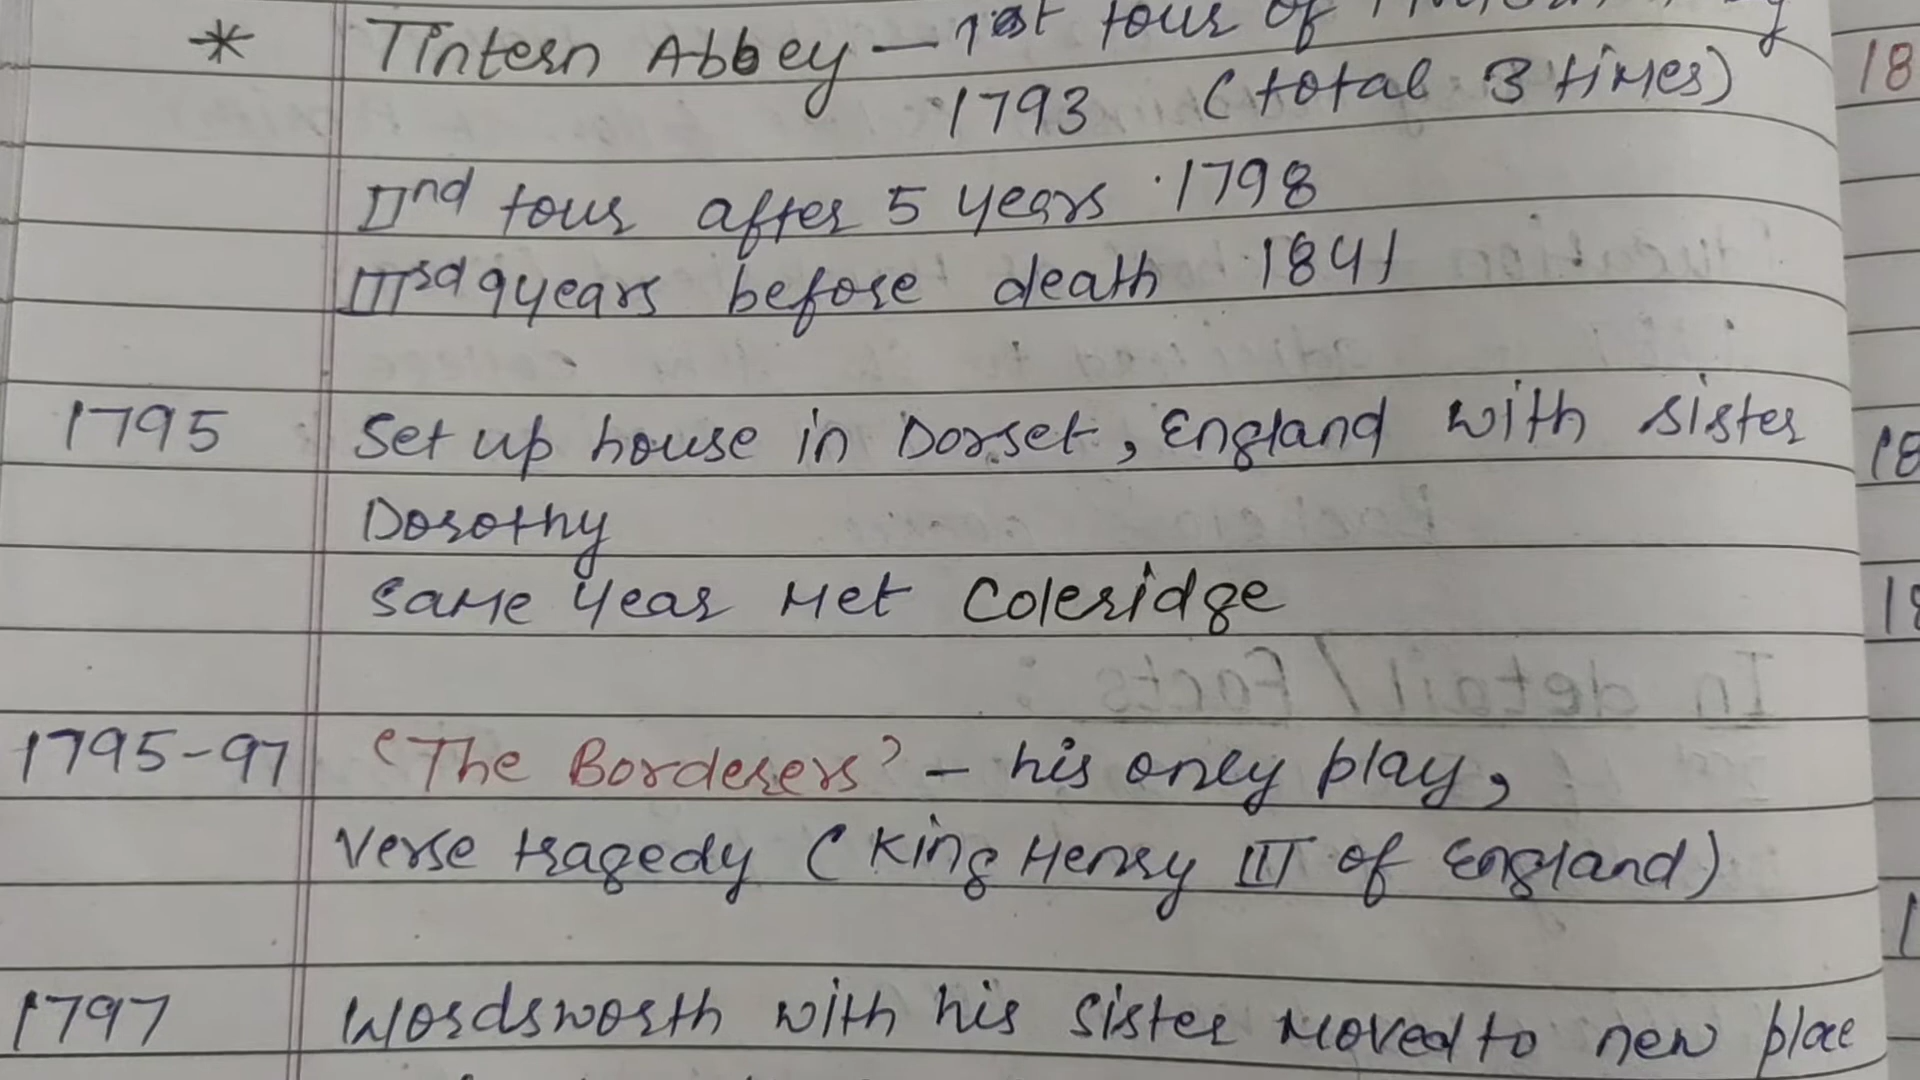 * Tintern Abbey - 1st tour of
1793 (total 3 times)
IInd tour after 5 years 1798
IIIrd 9years before death 1841
1795 Set up house in Dorset, England with sister
Dorothy
Same year met Coleridge
1795-97 'The Borderers' - his only play,
verse tragedy (King Henry III of England)
1797 Wordsworth with his sister moved to new place